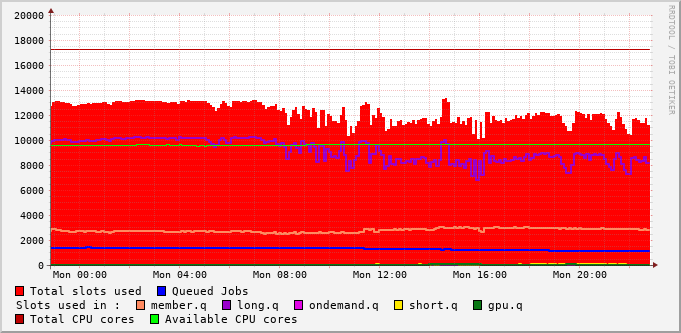 20000
18000
16000
14000
12000
10000
8000
6000
4000
2000
0
Mon 00:00 Mon 04:00 Mon 08:00 Mon 12:00 Mon 16:00 Mon 20:00
Total slots used Queued Jobs
Slots used in : member.q long.q ondemand.q short.q gpu.q
Total CPU cores Available CPU cores
RRDTOOL / TOBI OETIKER